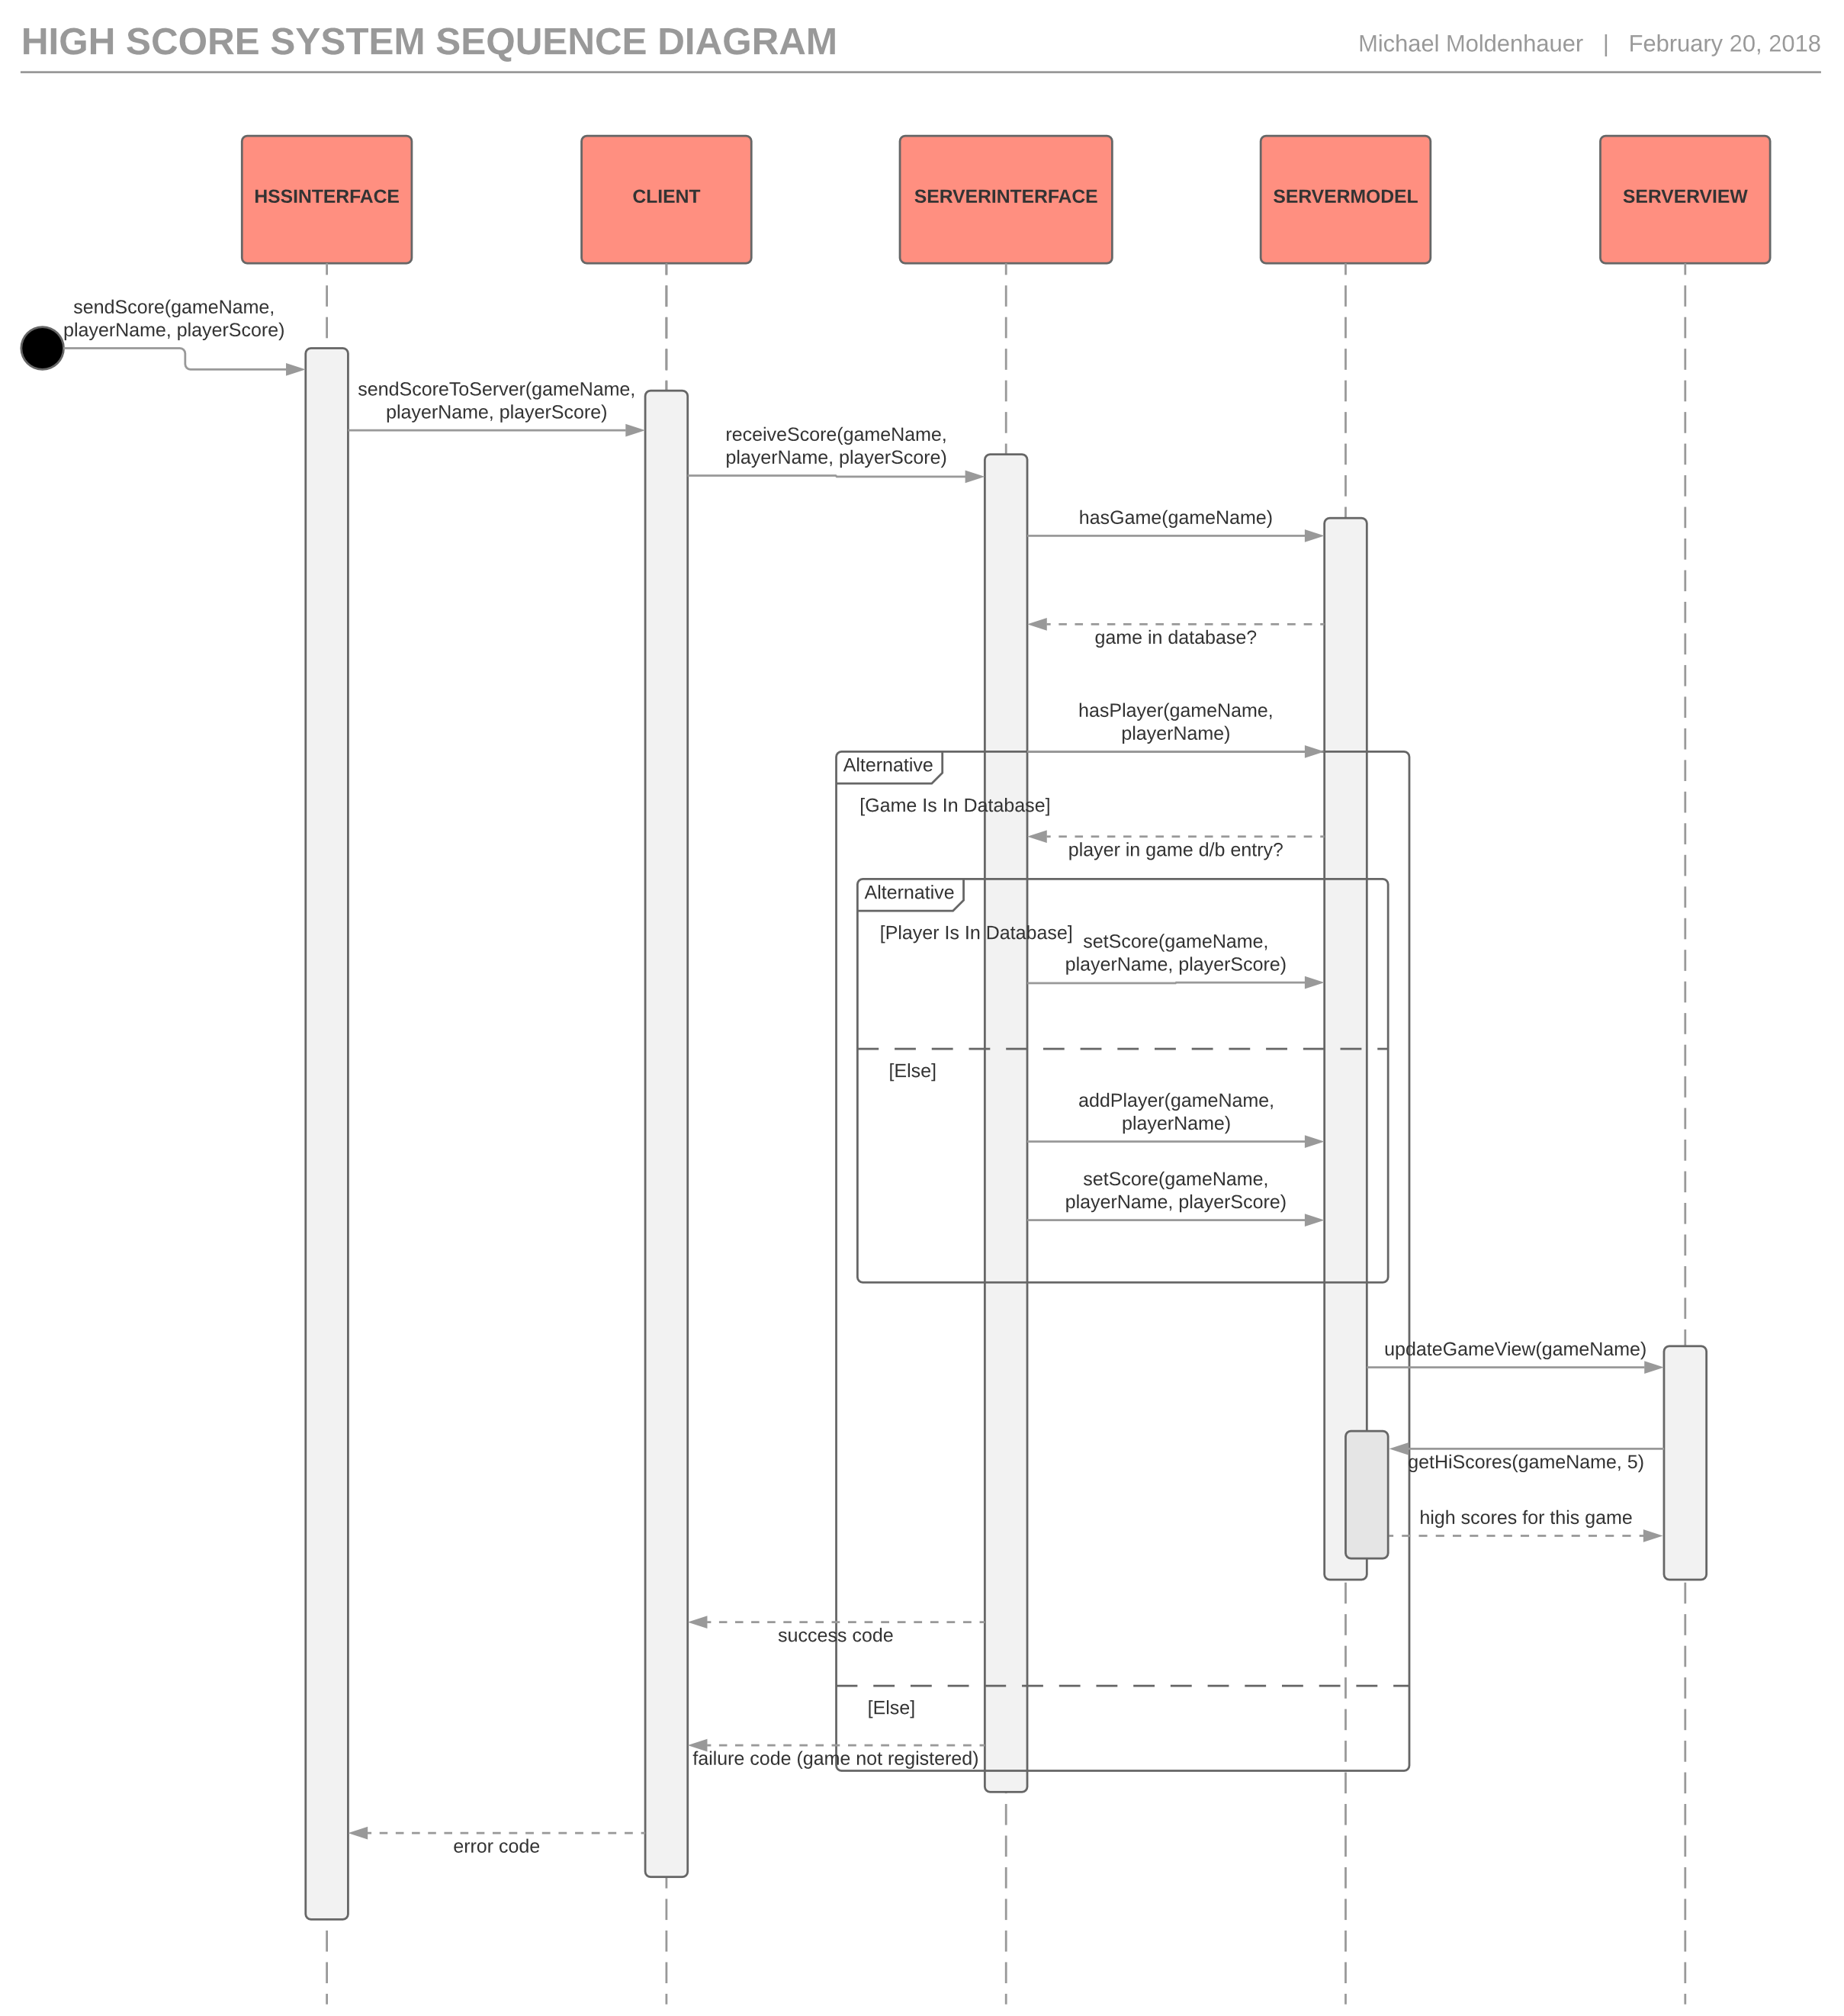 HIGH SCORE SYSTEM SEQUENCE DIAGRAM
Michael Moldenhauer | February 20, 2018
HSSINTERFACE
CLIENT
SERVERINTERFACE
SERVERMODEL
SERVERVIEW
sendScore(gameName,
playerName, playerScore)
sendScoreToServer(gameName,
playerName, playerScore)
receiveScore(gameName,
playerName, playerScore)
hasGame(gameName)
game in database?
hasPlayer(gameName,
playerName)
Alternative
[Game Is In Database]
player in game d/b entry?
Alternative
[Player Is In Database]
setScore(gameName,
playerName, playerScore)
[Else]
addPlayer(gameName,
playerName)
setScore(gameName,
playerName, playerScore)
updateGameView(gameName)
getHiScores(gameName, 5)
high scores for this game
success code
[Else]
failure code (game not registered)
error code